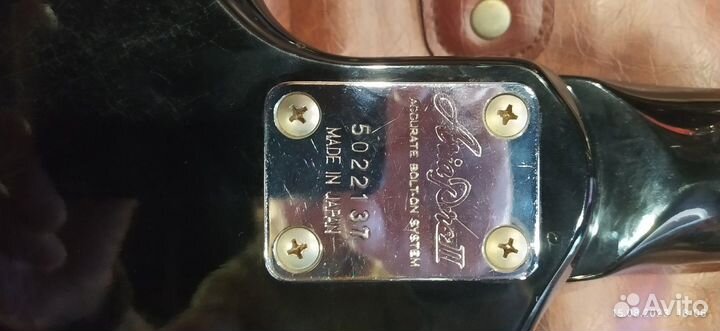 Aria Pro II
ACCURATE BOLT-ON SYSTEM
5022137
MADE IN JAPAN
Avito